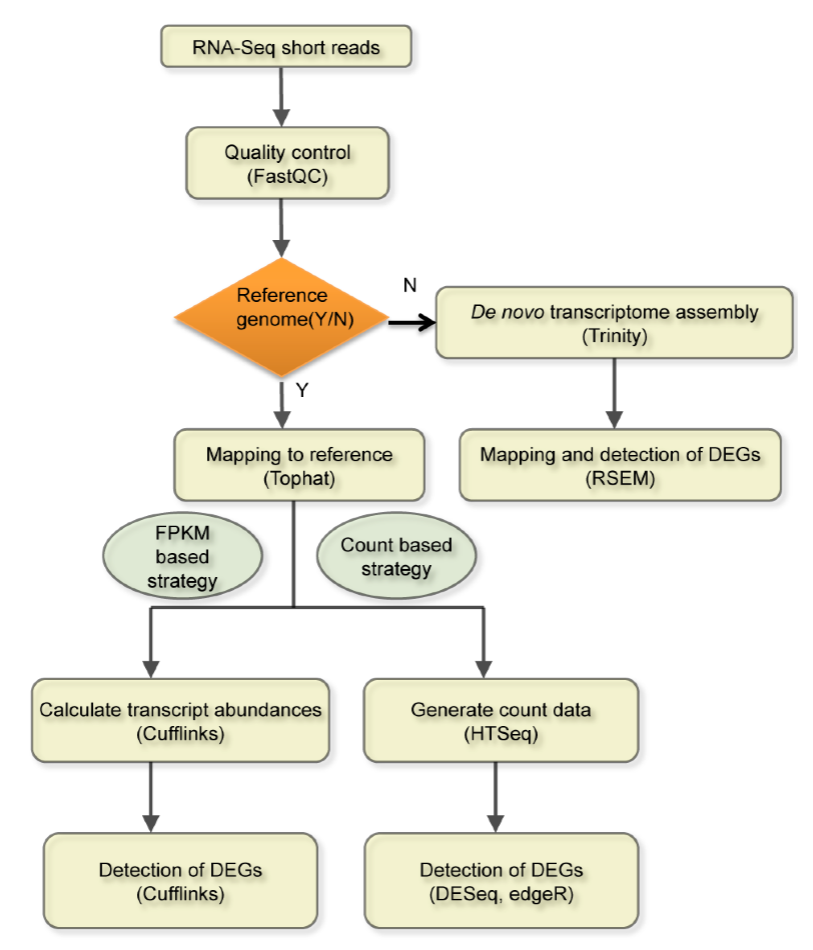 RNA-Seq short reads
Quality control
(FastQC)
Reference
genome(Y/N)
N
De novo transcriptome assembly
(Trinity)
Y
Mapping to reference
(Tophat)
Mapping and detection of DEGs
(RSEM)
FPKM
based
strategy
Count based
strategy
Calculate transcript abundances
(Cufflinks)
Generate count data
(HTSeq)
Detection of DEGs
(Cufflinks)
Detection of DEGs
(DESeq, edgeR)